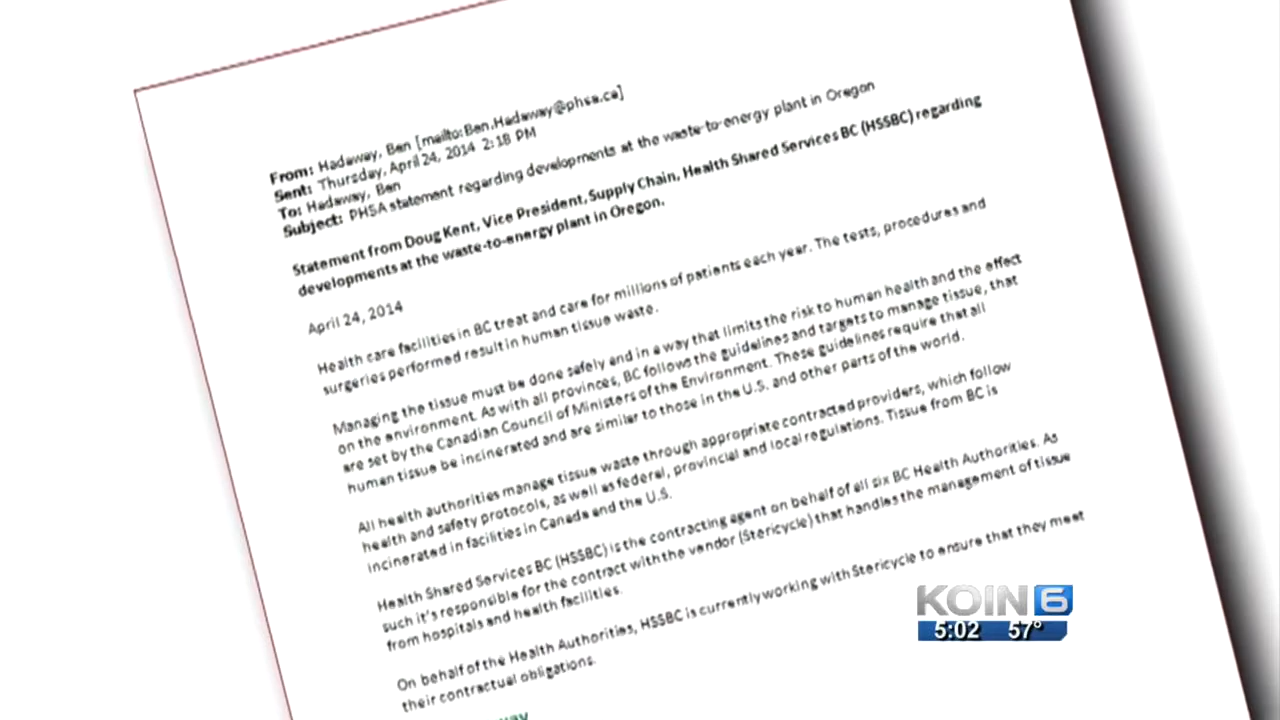 From: Hadaway, Ben [mailto:Ben.Hadaway@phsa.ca]
Sent: Thursday, April 24, 2014 2:18 PM
To: Hadaway, Ben
Subject: PHSA statement regarding developments at the waste-to-energy plant in Oregon
Statement from Doug Kent, Vice President, Supply Chain, Health Shared Services BC (HSSBC) regarding
developments at the waste-to-energy plant in Oregon.
April 24, 2014
Health care facilities in BC treat and care for millions of patients each year. The tests, procedures and
surgeries performed result in human tissue waste.
Managing the tissue must be done safely and in a way that limits the risk to human health and the effect
on the environment. As with all provinces, BC follows the guidelines and targets to manage tissue, that
are set by the Canadian Council of Ministers of the Environment. These guidelines require that all
human tissue be incinerated and are similar to those in the U.S. and other parts of the world.
All health authorities manage tissue waste through appropriate contracted providers, which follow
health and safety protocols, as well as federal, provincial and local regulations. Tissue from BC is
incinerated in facilities in Canada and the U.S.
Health Shared Services BC (HSSBC) is the contracting agent on behalf of all six BC Health Authorities. As
such it's responsible for the contract with the vendor (Stericycle) that handles the management of tissue
from hospitals and health facilities.
On behalf of the Health Authorities, HSSBC is currently working with Stericycle to ensure that they meet
their contractual obligations.
KOIN 6
5:02 57°